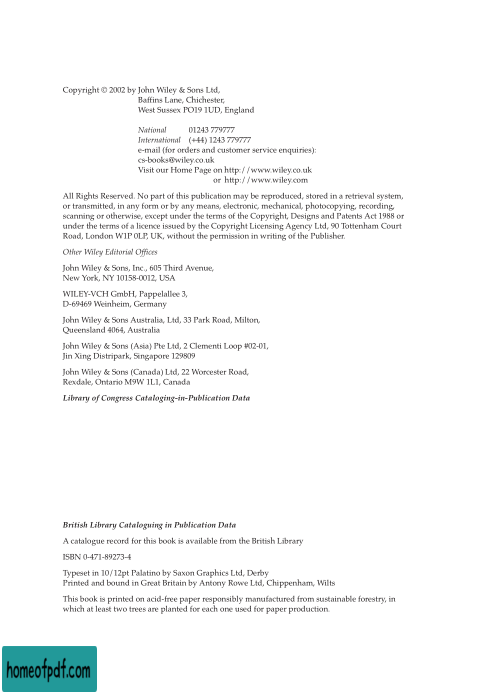 Copyright © 2002 by John Wiley & Sons Ltd,
Baffins Lane, Chichester,
West Sussex PO19 1UD, England
National 01243 779777
International (+44) 1243 779777
e-mail (for orders and customer service enquiries):
cs-books@wiley.co.uk
Visit our Home Page on http://www.wiley.co.uk
or http://www.wiley.com
All Rights Reserved. No part of this publication may be reproduced, stored in a retrieval system,
or transmitted, in any form or by any means, electronic, mechanical, photocopying, recording,
scanning or otherwise, except under the terms of the Copyright, Designs and Patents Act 1988 or
under the terms of a licence issued by the Copyright Licensing Agency Ltd, 90 Tottenham Court
Road, London W1P 0LP, UK, without the permission in writing of the Publisher.
Other Wiley Editorial Offices
John Wiley & Sons, Inc., 605 Third Avenue,
New York, NY 10158-0012, USA
WILEY-VCH GmbH, Pappelallee 3,
D-69469 Weinheim, Germany
John Wiley & Sons Australia, Ltd, 33 Park Road, Milton,
Queensland 4064, Australia
John Wiley & Sons (Asia) Pte Ltd, 2 Clementi Loop #02-01,
Jin Xing Distripark, Singapore 129809
John Wiley & Sons (Canada) Ltd, 22 Worcester Road,
Rexdale, Ontario M9W 1L1, Canada
Library of Congress Cataloging-in-Publication Data
British Library Cataloguing in Publication Data
A catalogue record for this book is available from the British Library
ISBN 0-471-89273-4
Typeset in 10/12pt Palatino by Saxon Graphics Ltd, Derby
Printed and bound in Great Britain by Antony Rowe Ltd, Chippenham, Wilts
This book is printed on acid-free paper responsibly manufactured from sustainable forestry, in
which at least two trees are planted for each one used for paper production.
homeofpdf.com